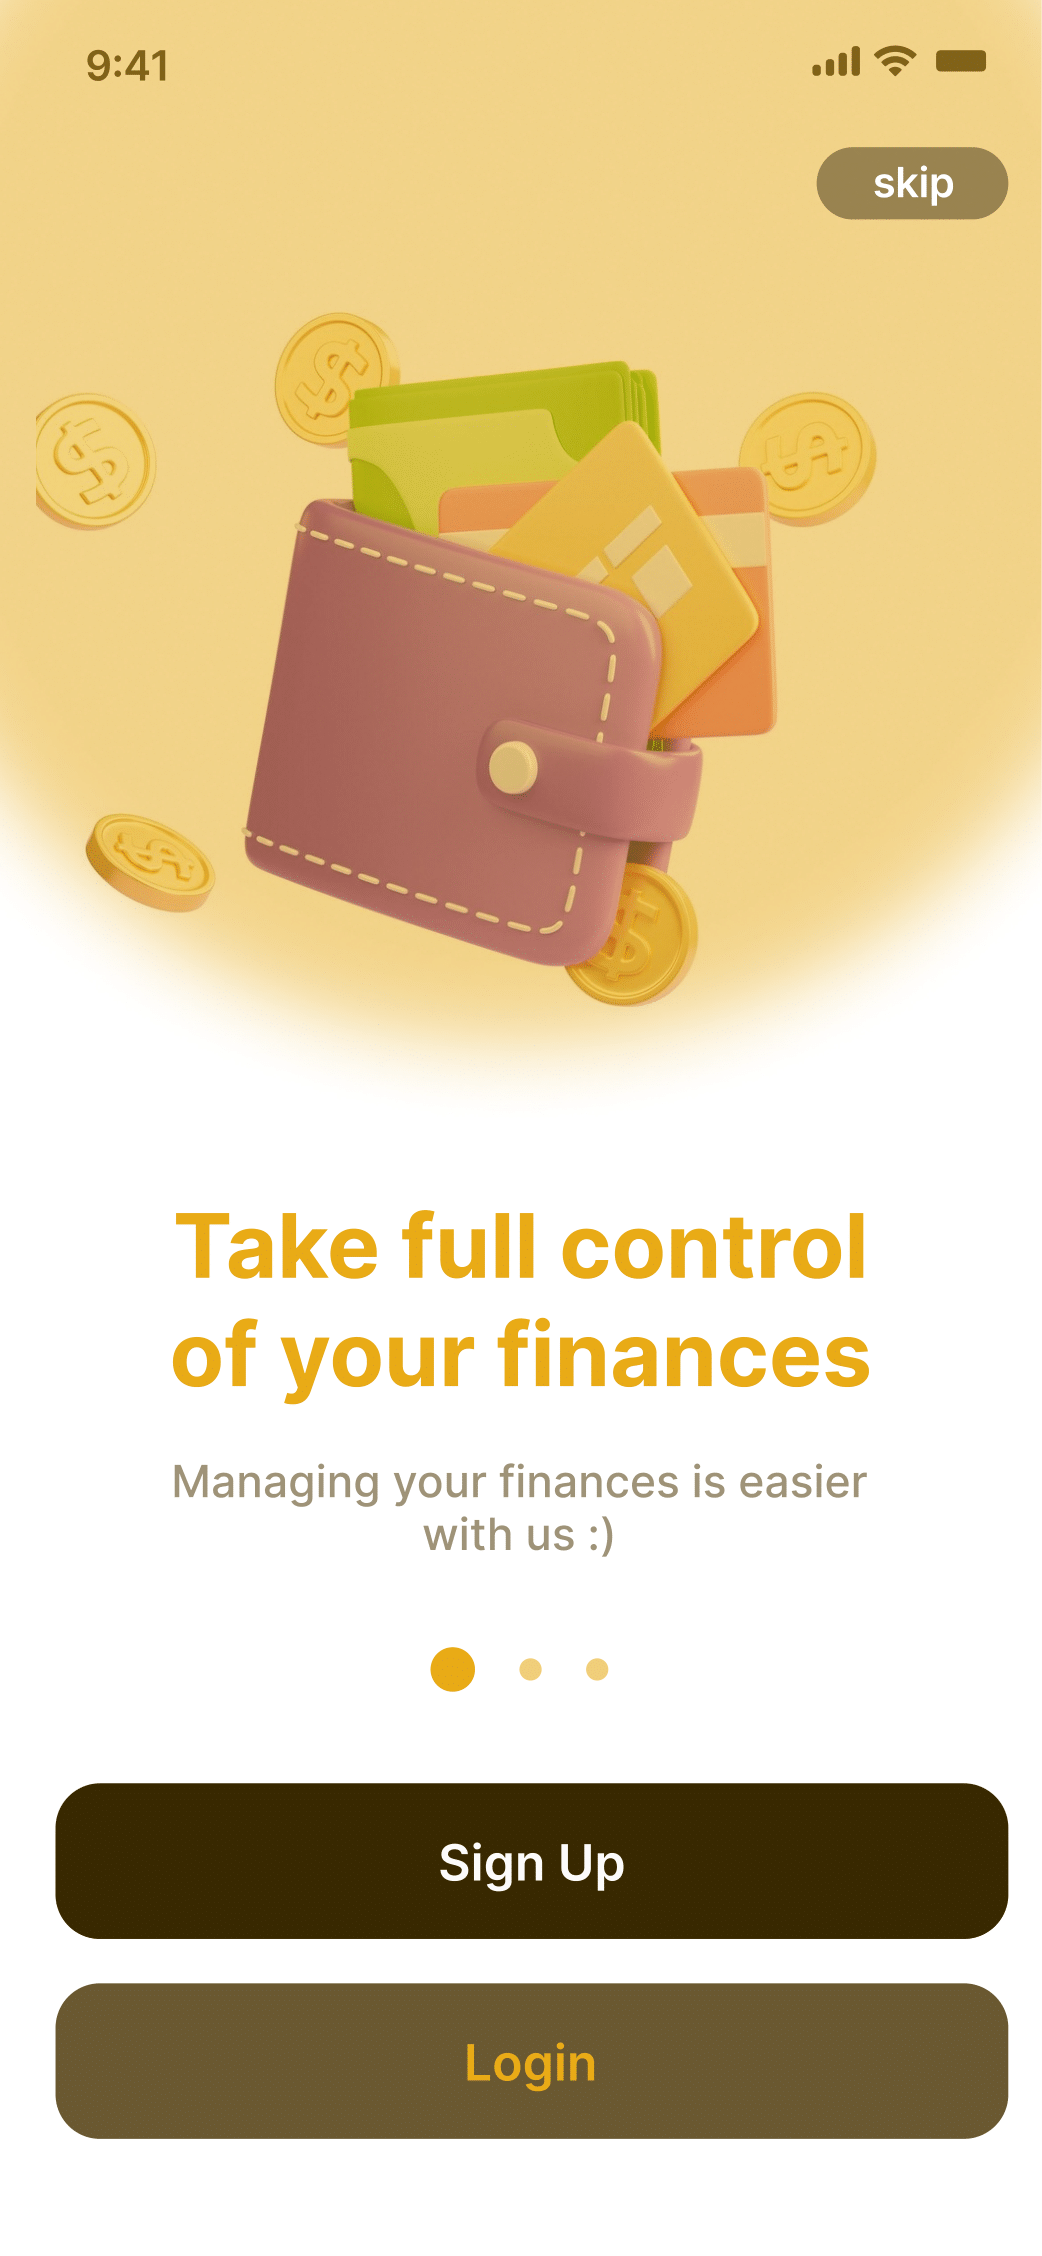 9:41
skip
Take full control
of your finances
Managing your finances is easier
with us :)
Sign Up
Login